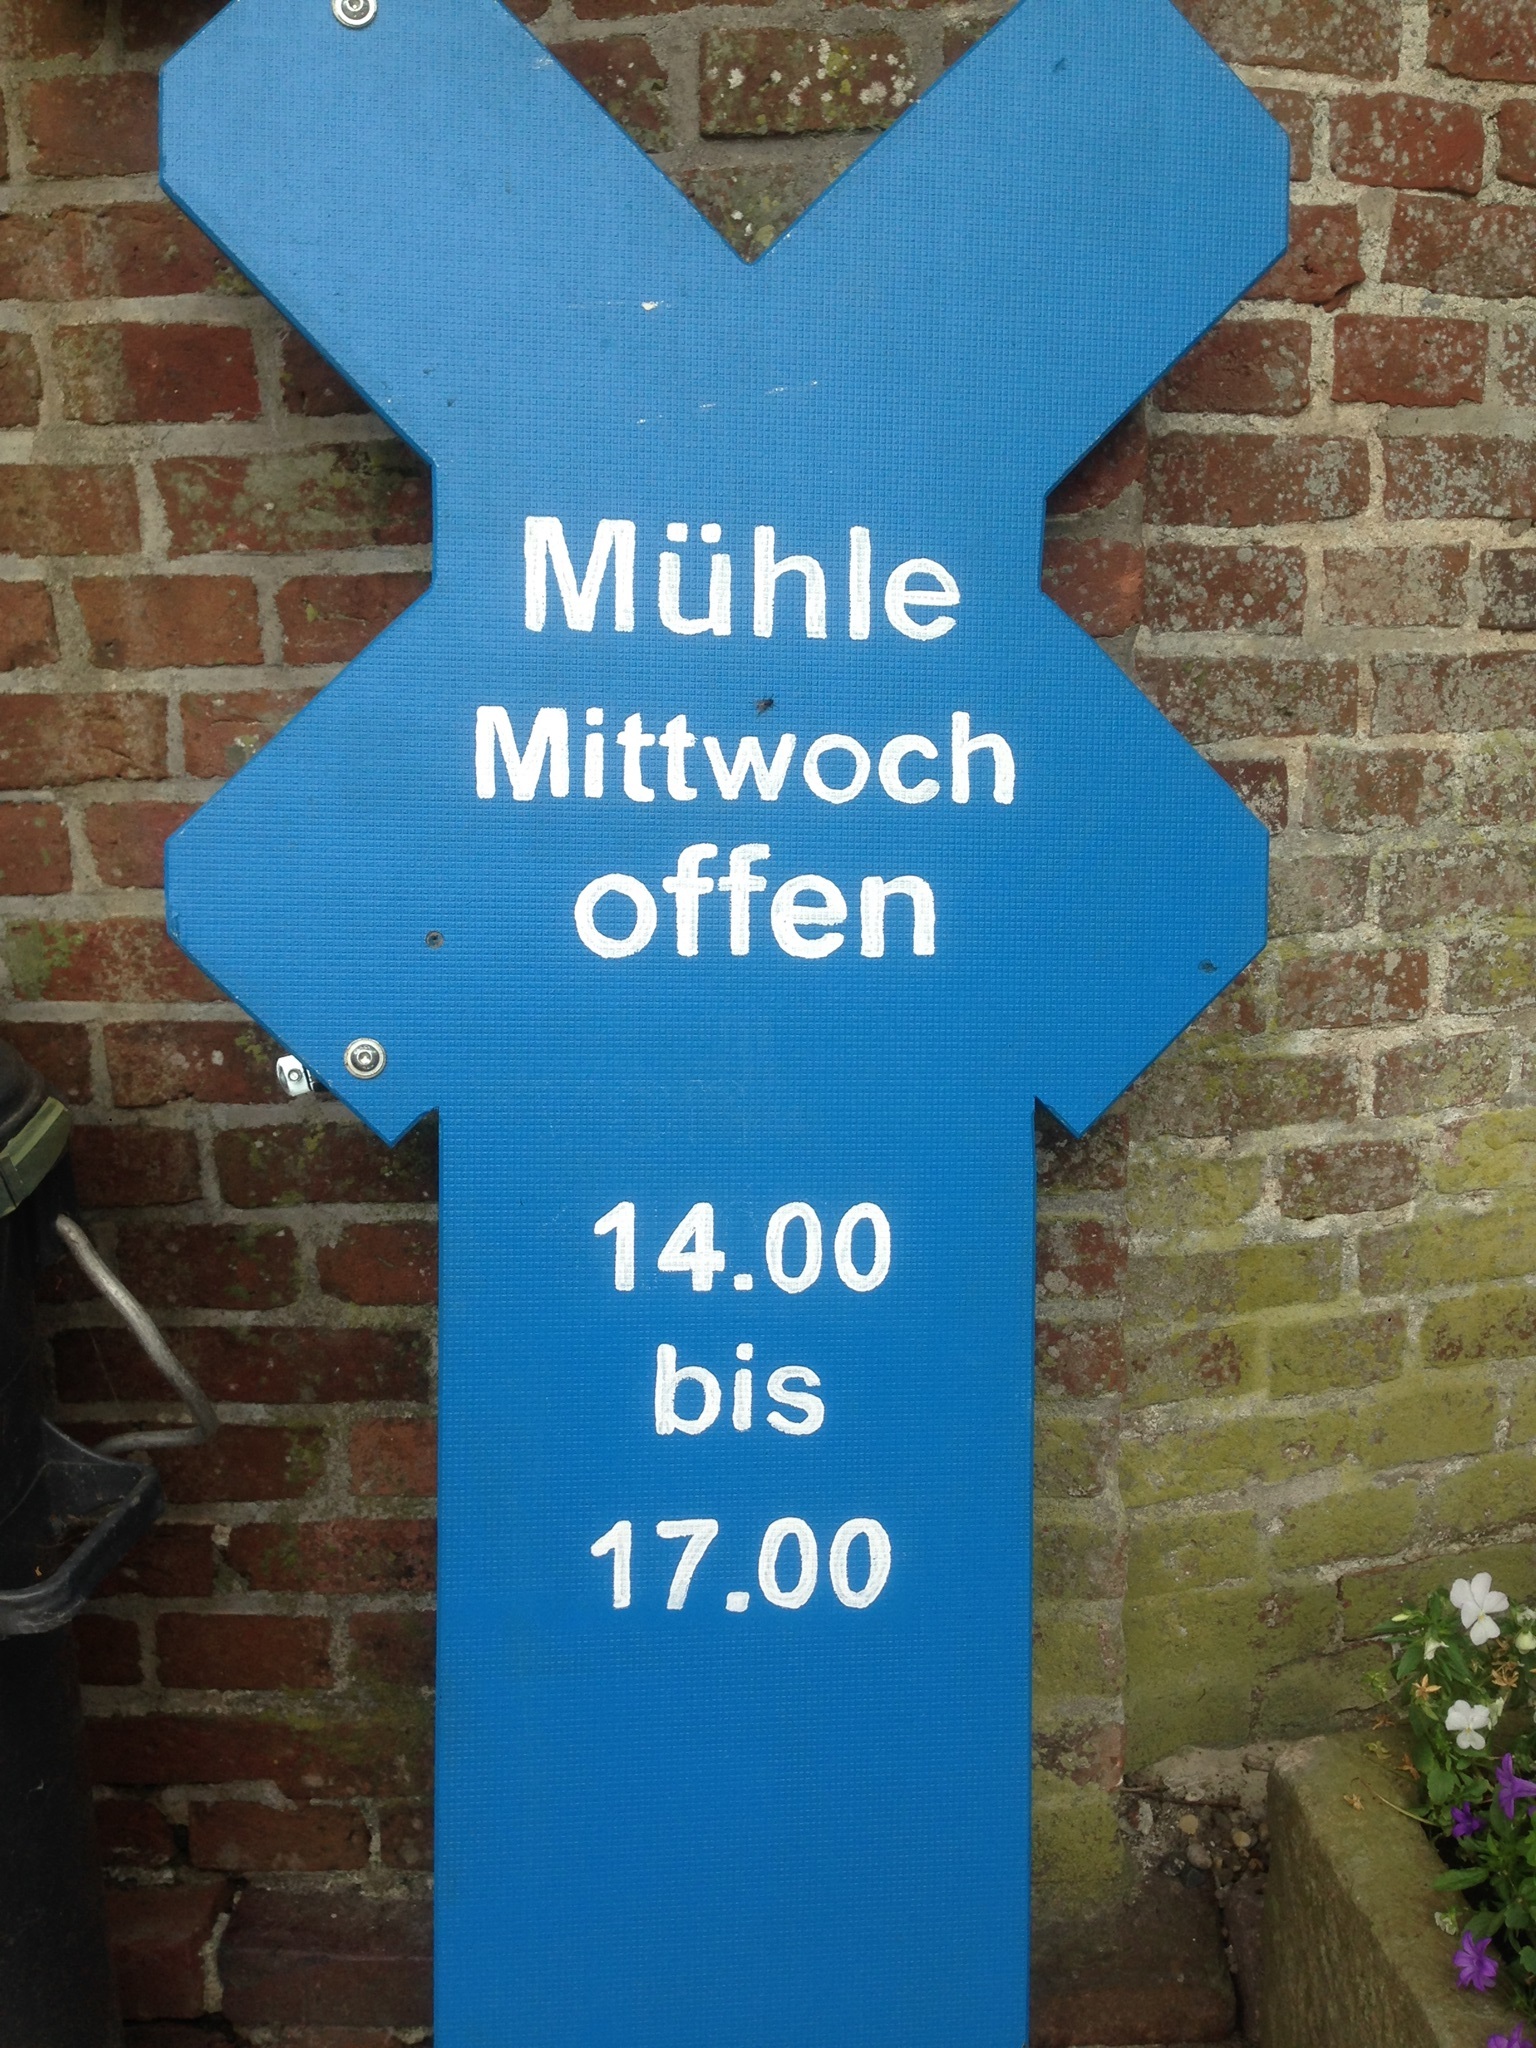 Mühle
Mittwoch
offen
14.00
bis
17.00